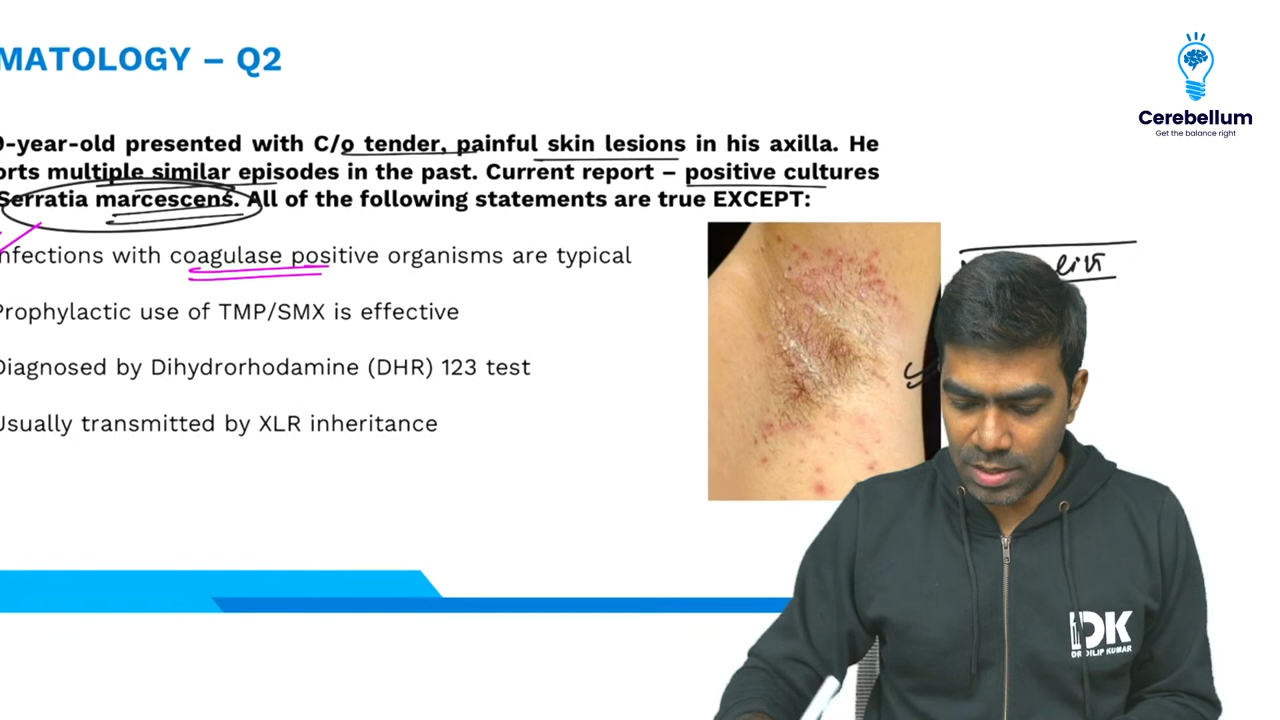 MATOLOGY – Q2
Cerebellum
Get the balance right
-year-old presented with C/o tender, painful skin lesions in his axilla. He
orts multiple similar episodes in the past. Current report – positive cultures
Serratia marcescens. All of the following statements are true EXCEPT:
nfections with coagulase positive organisms are typical
Prophylactic use of TMP/SMX is effective
Diagnosed by Dihydrorhodamine (DHR) 123 test
Usually transmitted by XLR inheritance
DK
DR DILIP KUMAR